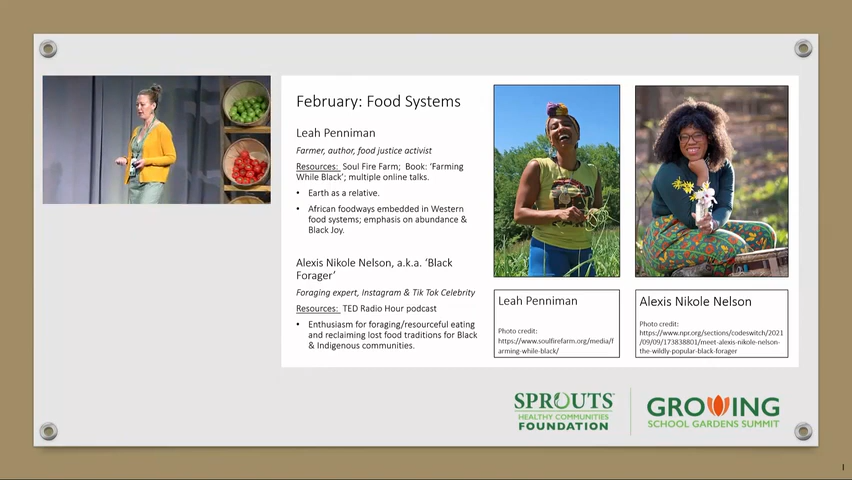 February: Food Systems
Leah Penniman
Farmer, author, food justice activist
Resources: Soul Fire Farm; Book: 'Farming
While Black'; multiple online talks.
• Earth as a relative.
• African foodways embedded in Western
food systems; emphasis on abundance &
Black Joy.
Alexis Nikole Nelson, a.k.a. 'Black
Forager'
Foraging expert, Instagram & Tik Tok Celebrity
Resources: TED Radio Hour podcast
• Enthusiasm for foraging/resourceful eating
and reclaiming lost food traditions for Black
& Indigenous communities.
Leah Penniman
Photo credit:
https://www.soulfirefarm.org/media/f
arming-while-black/
Alexis Nikole Nelson
Photo credit:
https://www.npr.org/sections/codeswitch/2021
/09/09/173838801/meet-alexis-nikole-nelson-
the-wildly-popular-black-forager
SPROUTS
HEALTHY COMMUNITIES
FOUNDATION
GROWING
SCHOOL GARDENS SUMMIT
1